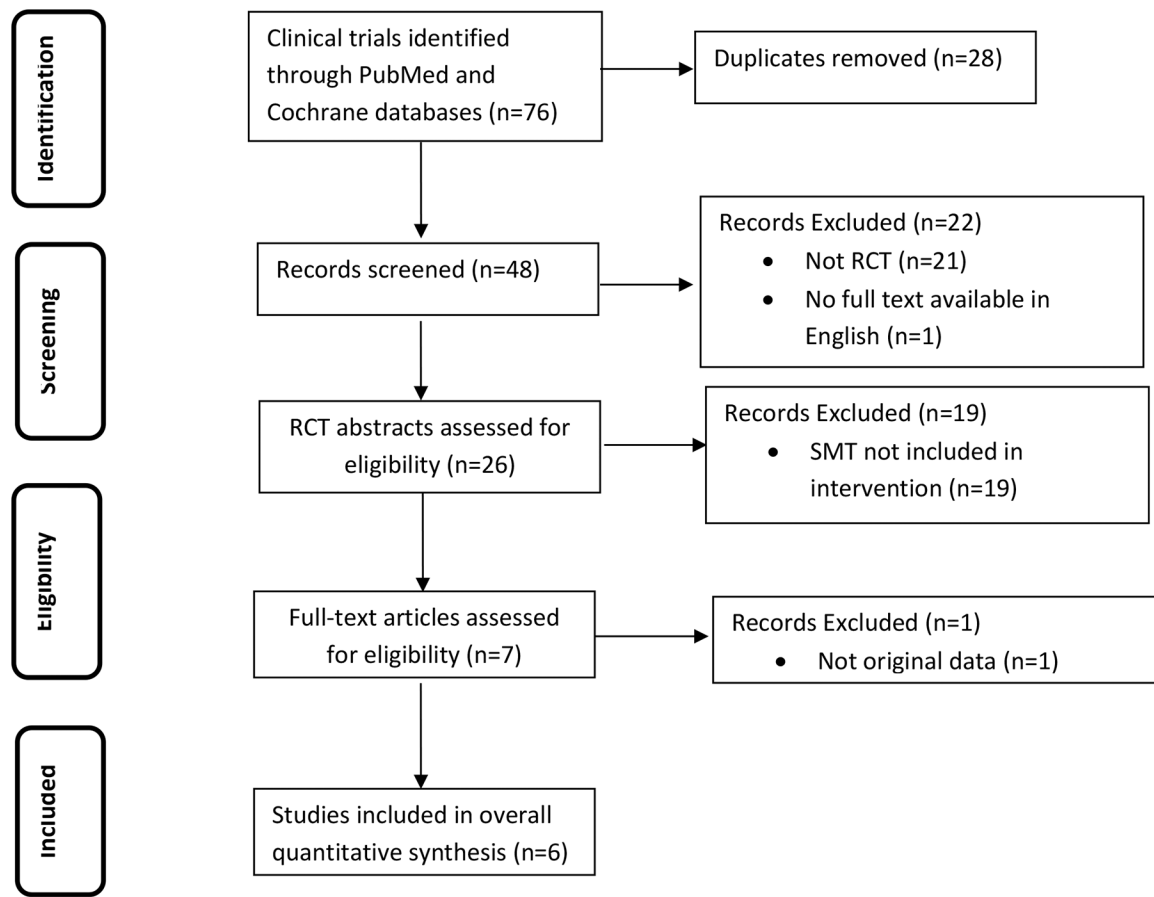 Identification
Clinical trials identified
through PubMed and
Cochrane databases (n=76)
Duplicates removed (n=28)
Screening
Records screened (n=48)
Records Excluded (n=22)
• Not RCT (n=21)
• No full text available in
English (n=1)
RCT abstracts assessed for
eligibility (n=26)
Records Excluded (n=19)
• SMT not included in
intervention (n=19)
Eligibility
Full-text articles assessed
for eligibility (n=7)
Records Excluded (n=1)
• Not original data (n=1)
Included
Studies included in overall
quantitative synthesis (n=6)